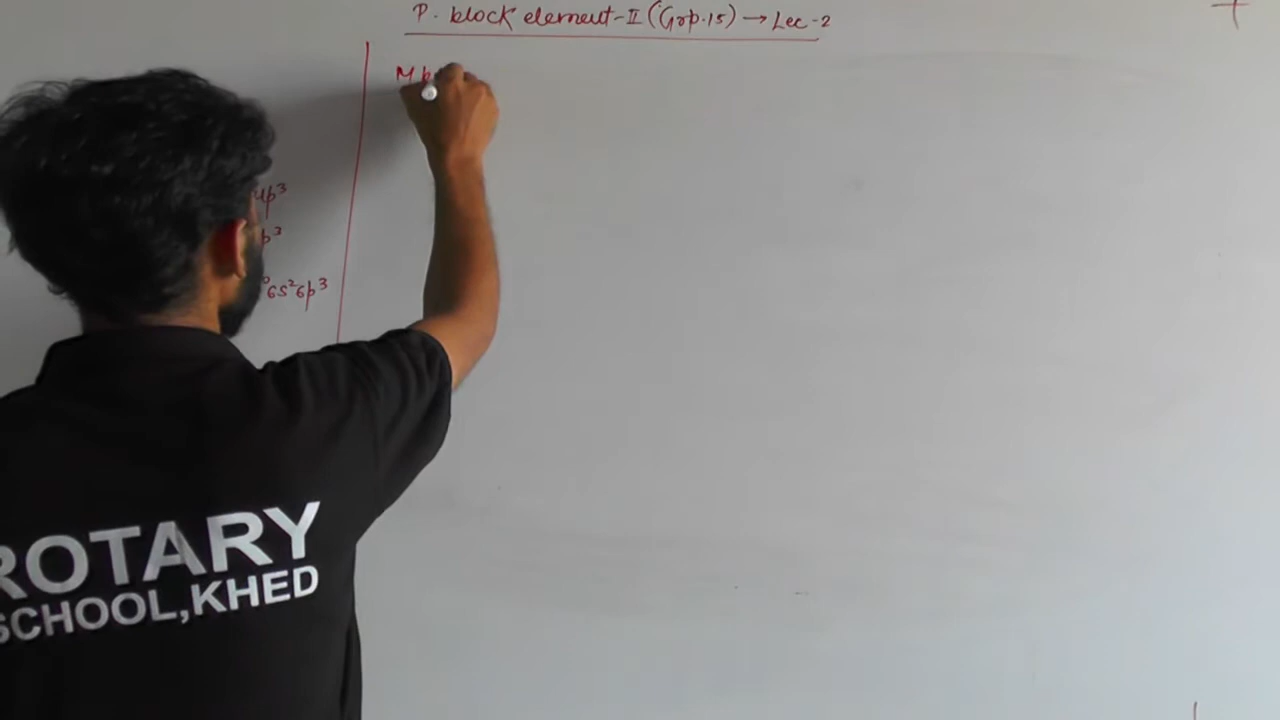 P. block element-II (Grp.15) → Lec-2
M
4p³
p³
6s²6p³
ROTARY
SCHOOL,KHED